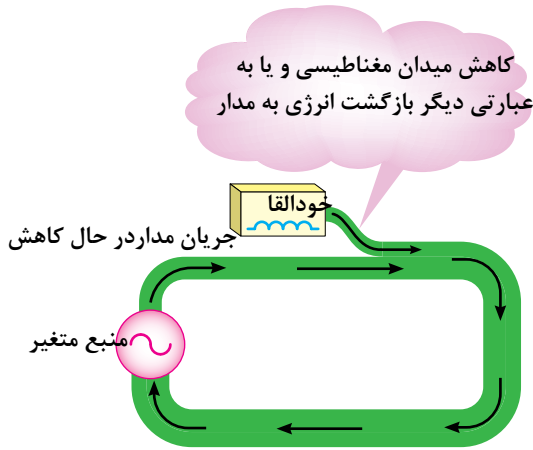 کاهش میدان مغناطیسی و یا به
عبارتی دیگر بازگشت انرژی به مدار
خودالقا
جریان مداردر حال کاهش
منبع متغیر